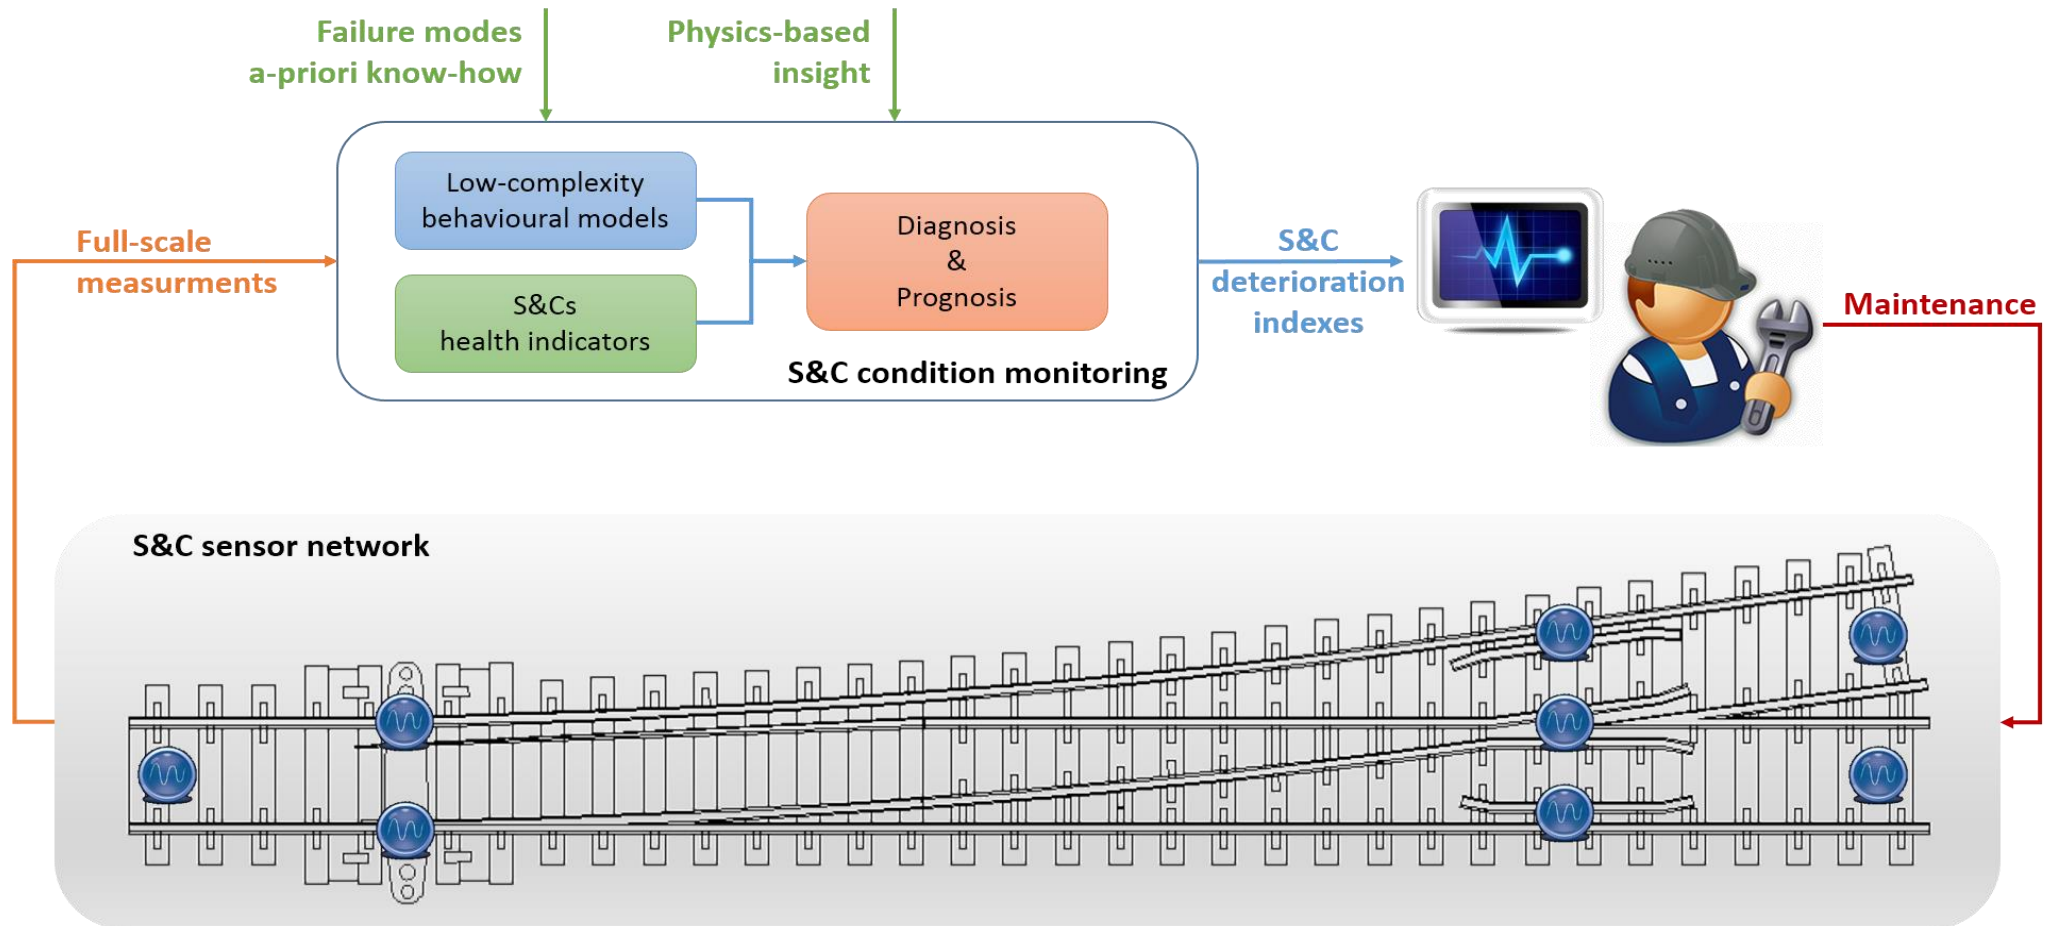 Failure modes
a-priori know-how
Physics-based
insight
Low-complexity
behavioural models
S&Cs
health indicators
Diagnosis
&
Prognosis
S&C condition monitoring
Full-scale
measurments
S&C
deterioration
indexes
Maintenance
S&C sensor network